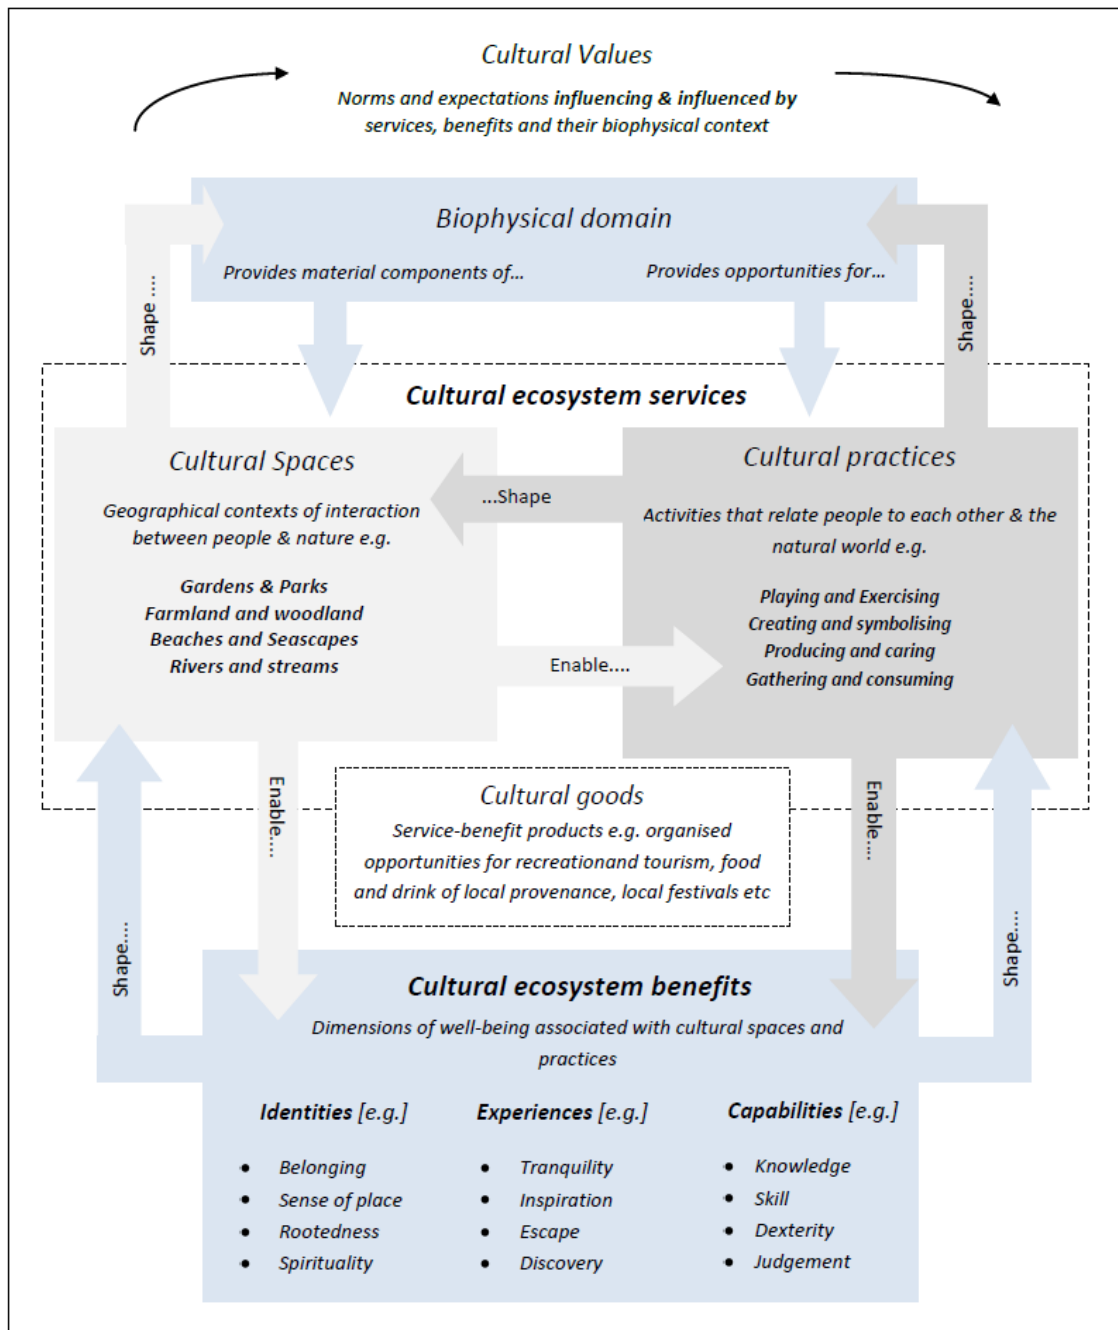 Cultural Values
Norms and expectations influencing & influenced by
services, benefits and their biophysical context
Biophysical domain
Provides material components of…
Provides opportunities for…
Shape ....
Shape....
Cultural ecosystem services
Cultural Spaces
Geographical contexts of interaction
between people & nature e.g.
Gardens & Parks
Farmland and woodland
Beaches and Seascapes
Rivers and streams
...Shape
Enable....
Cultural practices
Activities that relate people to each other & the
natural world e.g.
Playing and Exercising
Creating and symbolising
Producing and caring
Gathering and consuming
Enable....
Enable....
Cultural goods
Service-benefit products e.g. organised
opportunities for recreationand tourism, food
and drink of local provenance, local festivals etc
Shape....
Shape....
Cultural ecosystem benefits
Dimensions of well-being associated with cultural spaces and
practices
Identities [e.g.]
• Belonging
• Sense of place
• Rootedness
• Spirituality
Experiences [e.g.]
• Tranquility
• Inspiration
• Escape
• Discovery
Capabilities [e.g.]
• Knowledge
• Skill
• Dexterity
• Judgement